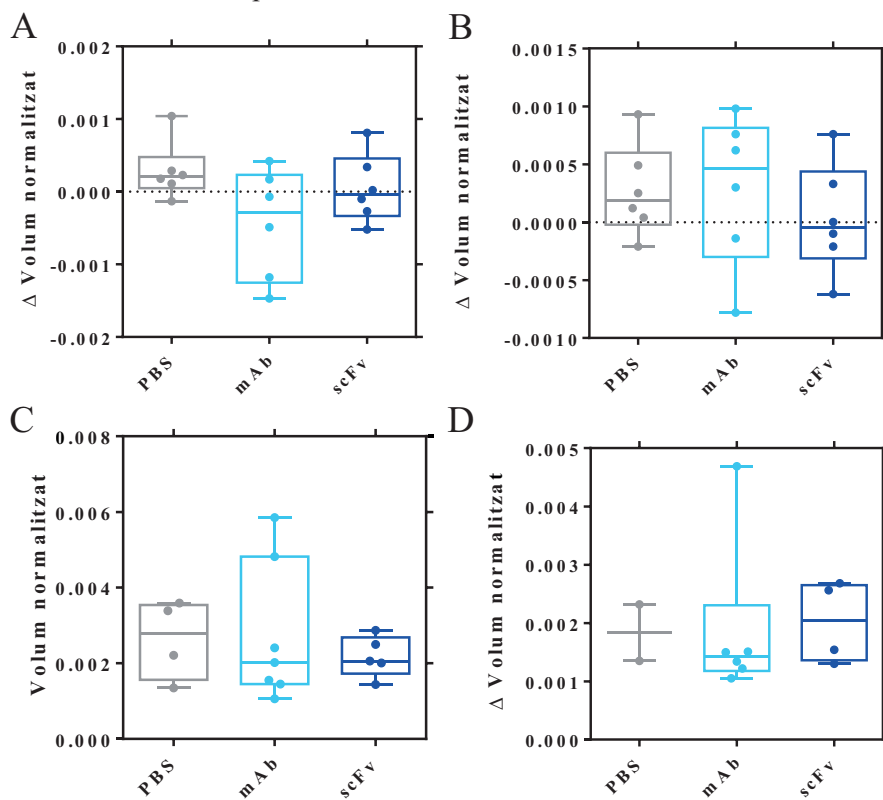 A
Δ Volum normalitzat
0.002
0.001
0.000
-0.001
-0.002
PBS
mAb
scFv
B
Δ Volum normalitzat
0.0015
0.0010
0.0005
0.0000
-0.0005
-0.0010
PBS
mAb
scFv
C
Volum normalitzat
0.008
0.006
0.004
0.002
0.000
PBS
mAb
scFv
D
Δ Volum normalitzat
0.005
0.004
0.003
0.002
0.001
0.000
PBS
mAb
scFv